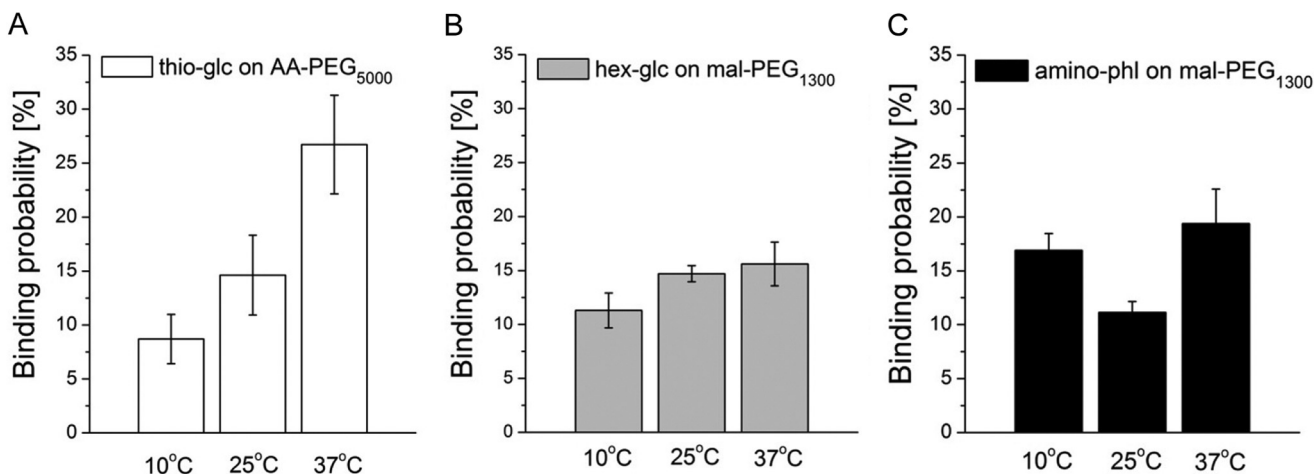 A
Binding probability [%]
35
30
25
20
15
10
5
0
thio-glc on AA-PEG5000
10°C 25°C 37°C
B
Binding probability [%]
35
30
25
20
15
10
5
0
hex-glc on mal-PEG1300
10°C 25°C 37°C
C
Binding probability [%]
35
30
25
20
15
10
5
0
amino-phl on mal-PEG1300
10°C 25°C 37°C